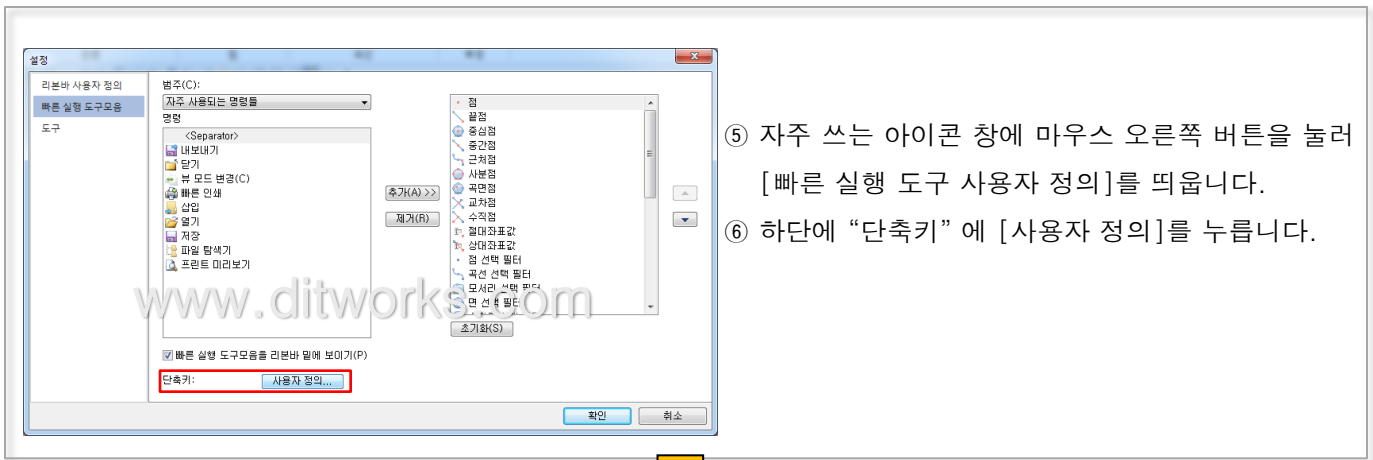 설정
리본바 사용자 정의
빠른 실행 도구모음
도구
범주(C):
자주 사용되는 명령들
명령
<Separator>
내보내기
닫기
뷰 모드 변경(C)
빠른 인쇄
삽입
열기
저장
파일 탐색기
프린트 미리보기
추가(A) >>
제거(R)
점
끝점
중심점
중간점
근처점
사분점
곡면점
교차점
수직점
절대좌표값
상대좌표값
점 선택 필터
곡선 선택 필터
모서리 선택 필터
면 선택 필터
초기화(S)
빠른 실행 도구모음을 리본바 밑에 보이기(P)
단축키:
사용자 정의...
확인
취소
www.ditworks.com
⑤ 자주 쓰는 아이콘 창에 마우스 오른쪽 버튼을 눌러
[빠른 실행 도구 사용자 정의]를 띄웁니다.
⑥ 하단에 “단축키” 에 [사용자 정의]를 누릅니다.